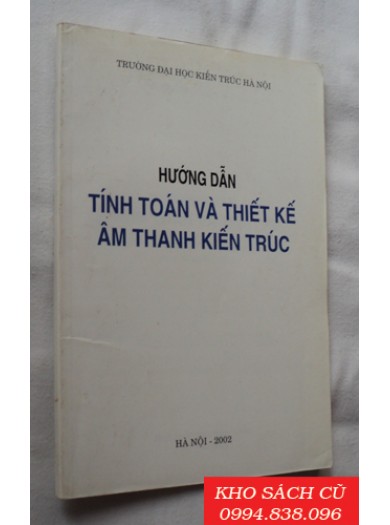 TRƯỜNG ĐẠI HỌC KIẾN TRÚC HÀ NỘI
HƯỚNG DẪN
TÍNH TOÁN VÀ THIẾT KẾ
ÂM THANH KIẾN TRÚC
HÀ NỘI - 2002
KHO SÁCH CŨ
0994.838.096